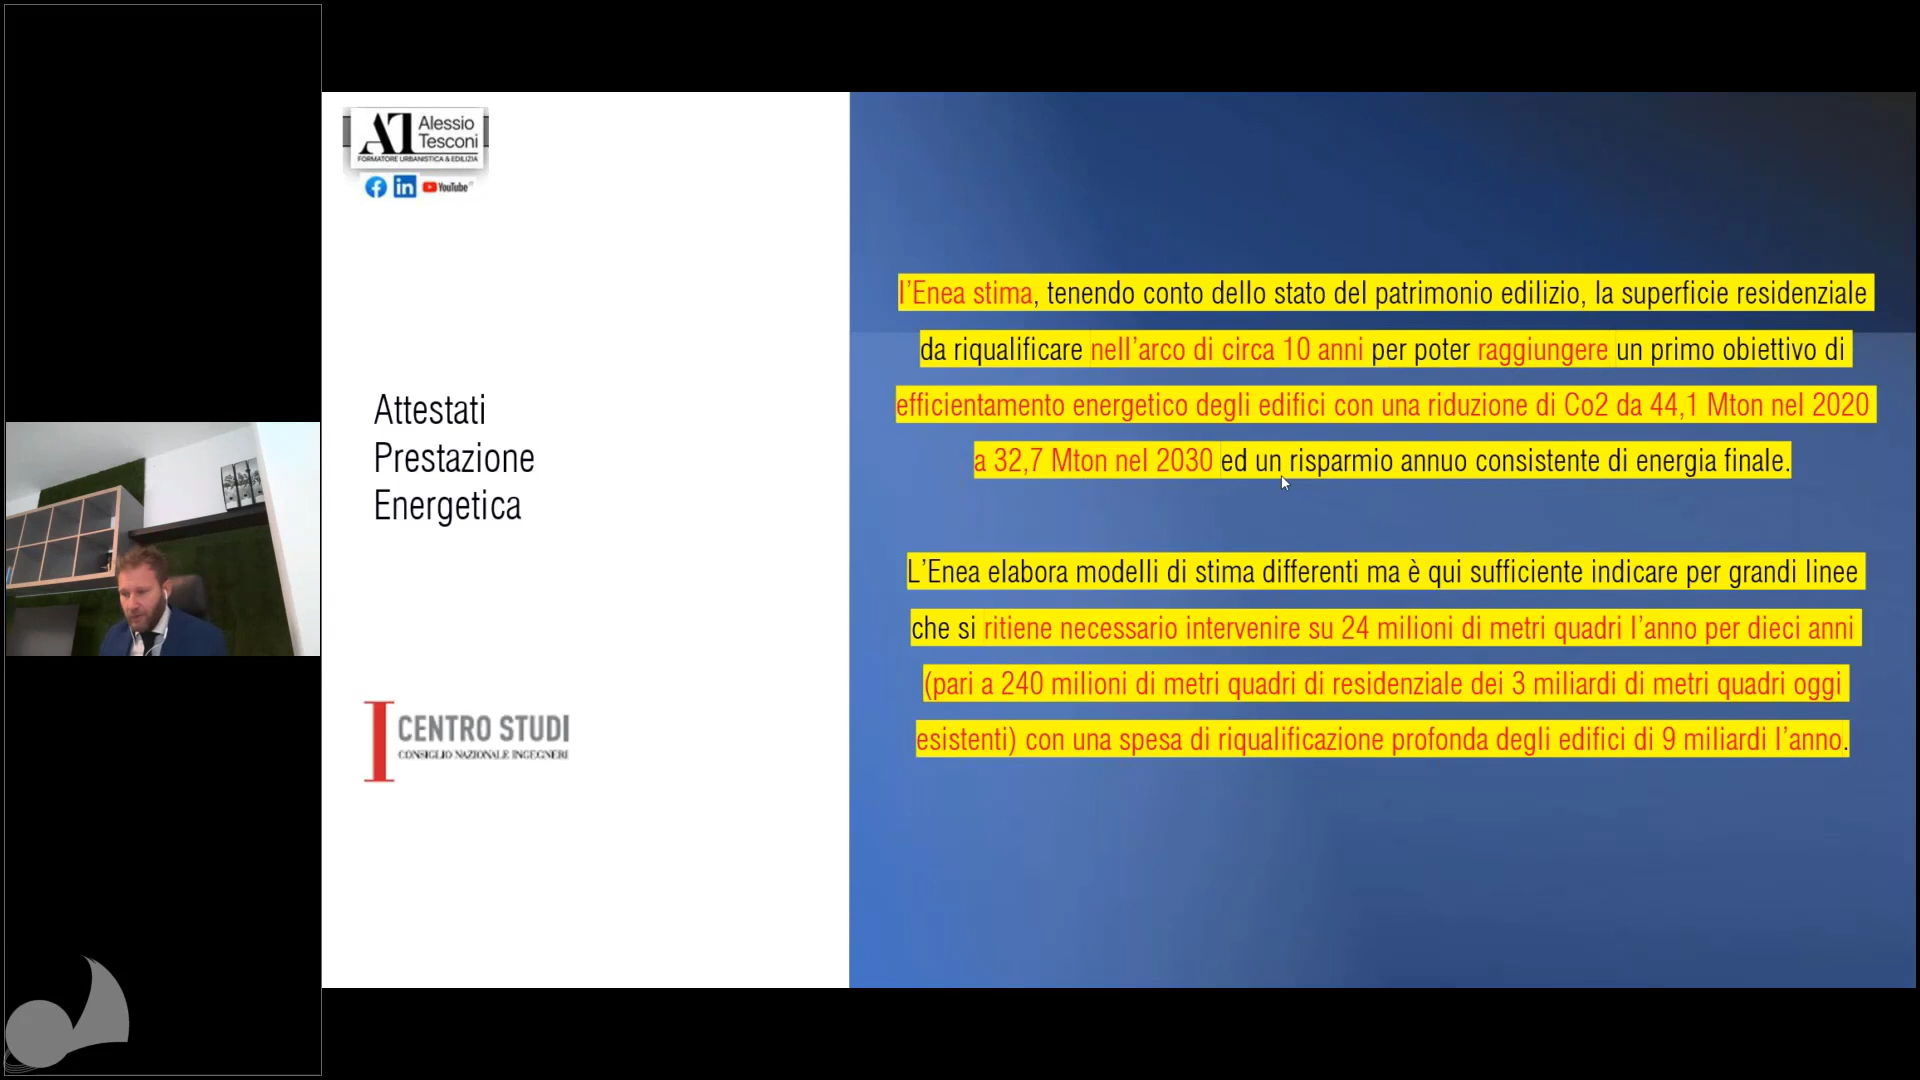 AT Alessio
Tesconi
FORMATORE URBANISTICA & EDILIZIA
f in YouTube IT
Attestati
Prestazione
Energetica
CENTRO STUDI
CONSIGLIO NAZIONALE INGEGNERI
l’Enea stima, tenendo conto dello stato del patrimonio edilizio, la superficie residenziale
da riqualificare nell’arco di circa 10 anni per poter raggiungere un primo obiettivo di
efficientamento energetico degli edifici con una riduzione di Co2 da 44,1 Mton nel 2020
a 32,7 Mton nel 2030 ed un risparmio annuo consistente di energia finale.
L’Enea elabora modelli di stima differenti ma è qui sufficiente indicare per grandi linee
che si ritiene necessario intervenire su 24 milioni di metri quadri l’anno per dieci anni
(pari a 240 milioni di metri quadri di residenziale dei 3 miliardi di metri quadri oggi
esistenti) con una spesa di riqualificazione profonda degli edifici di 9 miliardi l’anno.